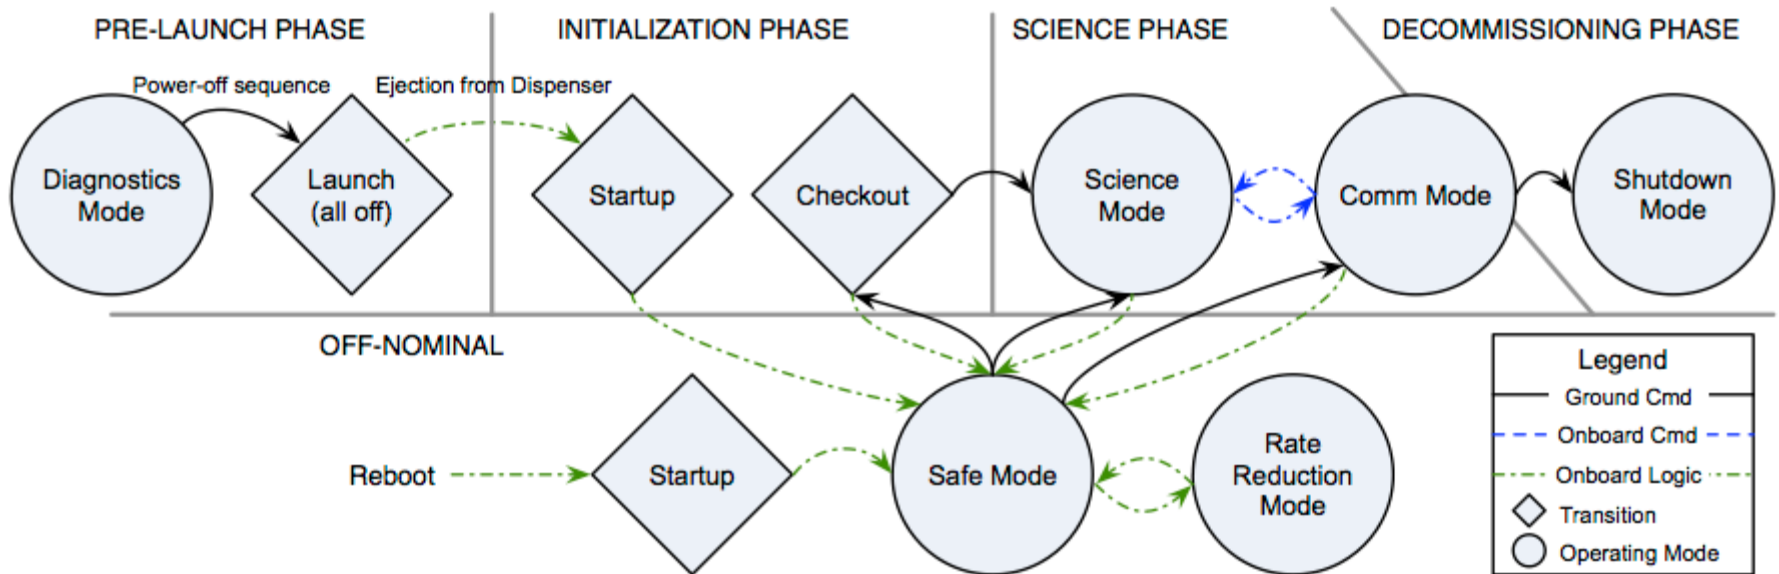 PRE-LAUNCH PHASE
INITIALIZATION PHASE
SCIENCE PHASE
DECOMMISSIONING PHASE
Power-off sequence
Ejection from Dispenser
Diagnostics
Mode
Launch
(all off)
Startup
Checkout
Science
Mode
Comm Mode
Shutdown
Mode
OFF-NOMINAL
Reboot
Startup
Safe Mode
Rate
Reduction
Mode
Legend
Ground Cmd
Onboard Cmd
Onboard Logic
Transition
Operating Mode